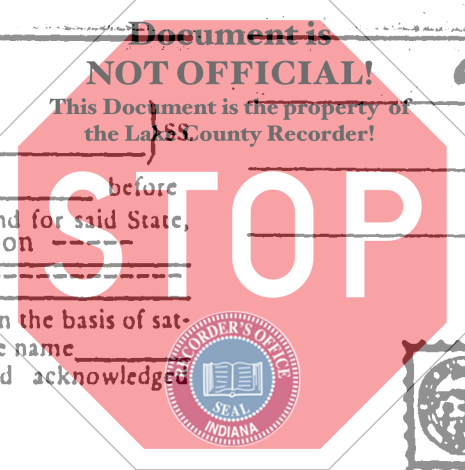 Document is
NOT OFFICIAL!
This Document is the property of
the Lake County Recorder!
SS.
STOP
before
nd for said State,
on -----
n the basis of sat-
e name
d acknowledged
RECORDER'S OFFICE
SEAL
INDIANA